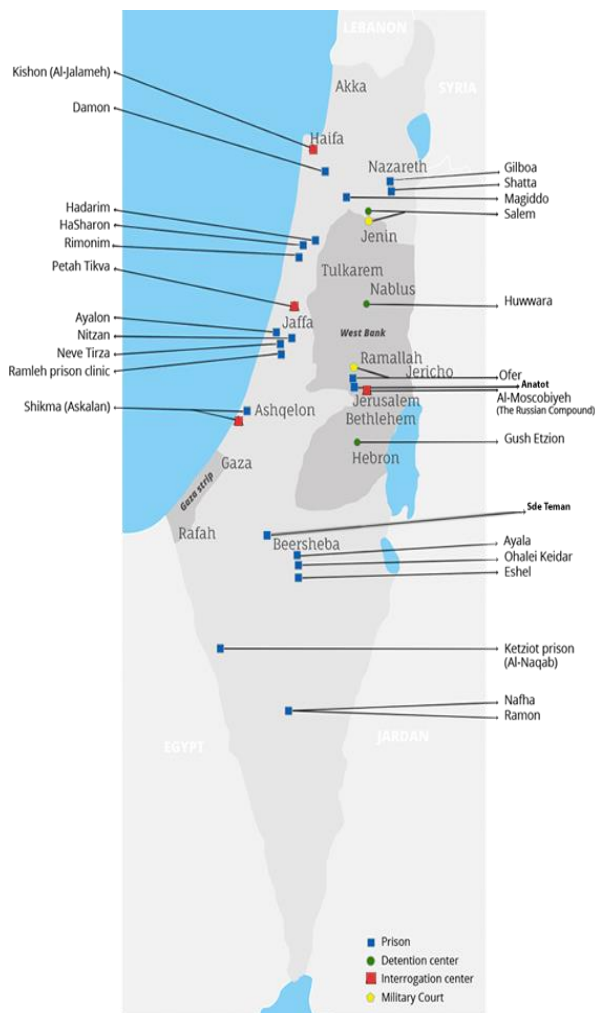 LEBANON
Kishon (Al-Jalameh)
Akka
SYRIA
Damon
Haifa
Nazareth
Gilboa
Shatta
Magiddo
Salem
Hadarim
HaSharon
Rimonim
Jenin
Petah Tikva
Tulkarem
Nablus
Huwwara
Ayalon
Jaffa
Nitzan
West Bank
Neve Tirza
Ramallah
Ramleh prison clinic
Jericho
Ofer
Anatot
Jerusalem
Al-Moscobiyeh
(The Russian Compound)
Shikma (Askalan)
Ashqelon
Bethlehem
Gush Etzion
Hebron
Gaza
Gaza strip
Sde Teman
Rafah
Beersheba
Ayala
Ohalei Keidar
Eshel
Ketziot prison
(Al-Naqab)
Nafha
Ramon
EGYPT
JARDAN
Prison
Detention center
Interrogation center
Military Court